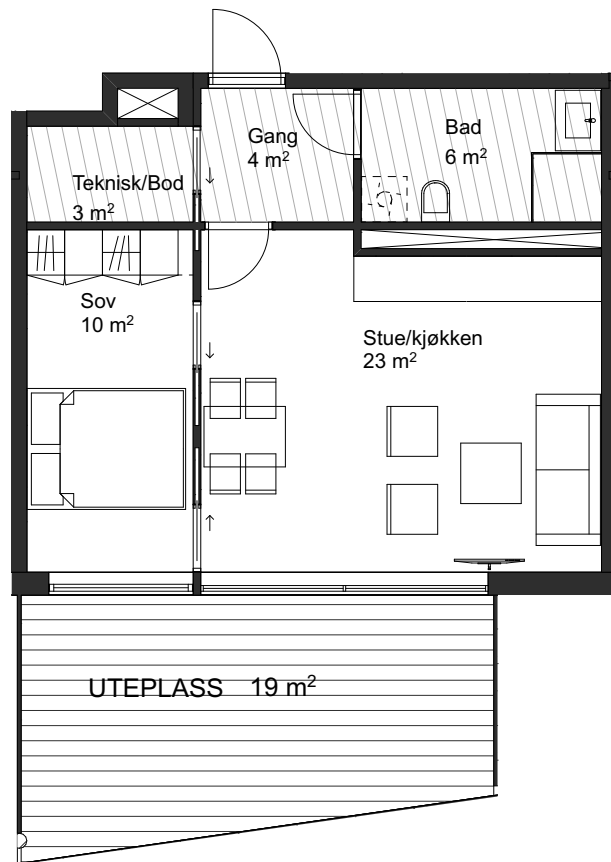 Gang
4 m²
Bad
6 m²
Teknisk/Bod
3 m²
Sov
10 m²
Stue/kjøkken
23 m²
UTEPLASS 19 m²